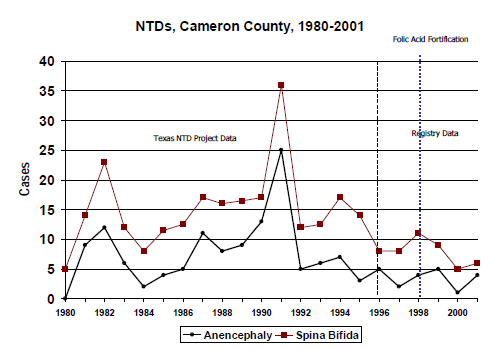 NTDs, Cameron County, 1980-2001
Folic Acid Fortification
40
35
30
25
20
15
10
5
0
Cases
Texas NTD Project Data
Registry Data
1980 1982 1984 1986 1988 1990 1992 1994 1996 1998 2000
Anencephaly Spina Bifida